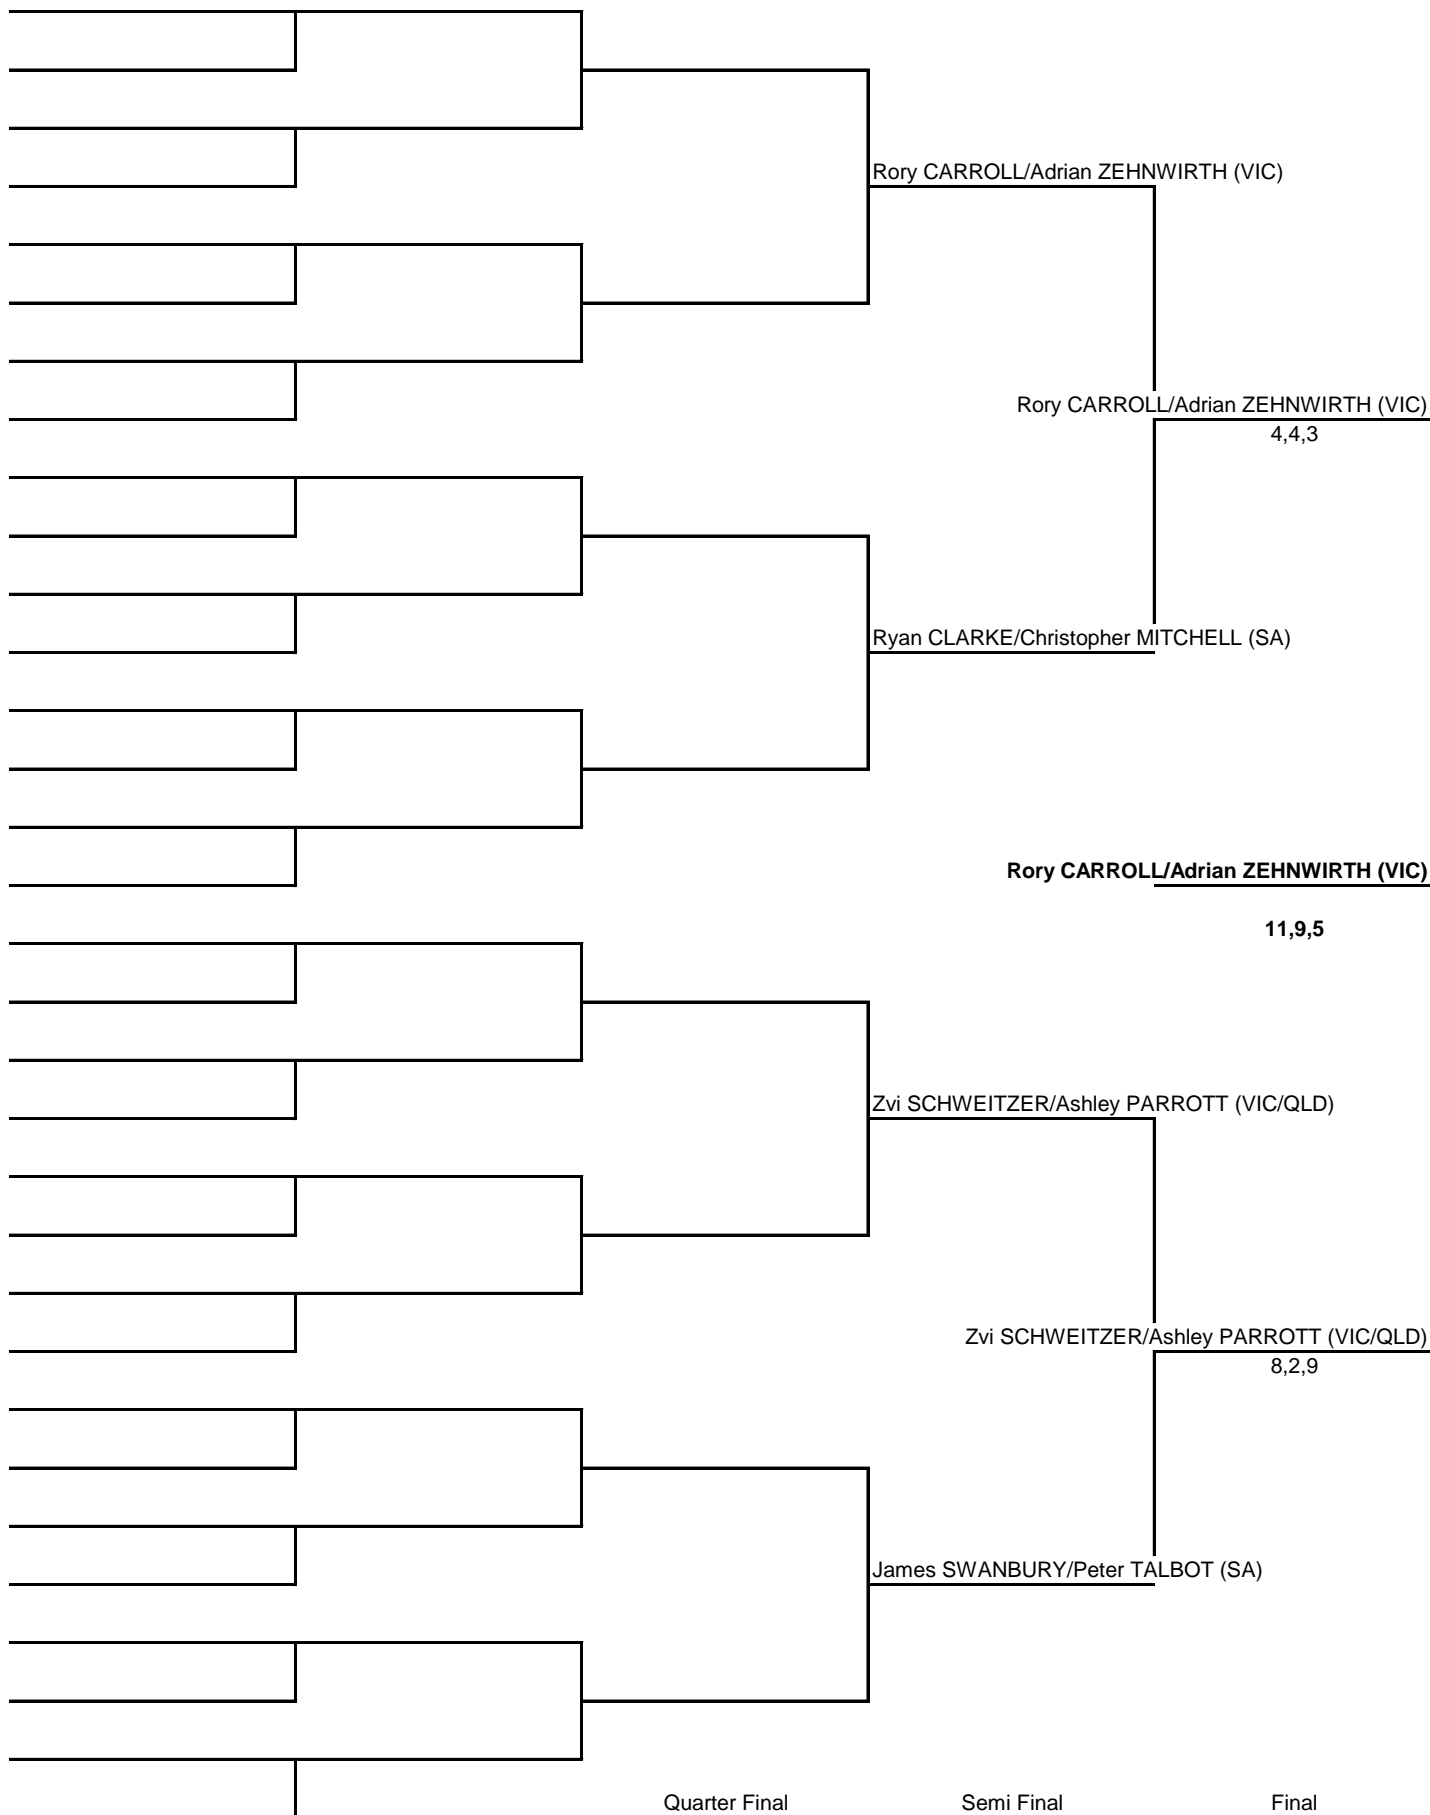 Rory CARROLL/Adrian ZEHNWIRTH (VIC)
Rory CARROLL/Adrian ZEHNWIRTH (VIC)
4,4,3
Ryan CLARKE/Christopher MITCHELL (SA)
Rory CARROLL/Adrian ZEHNWIRTH (VIC)
11,9,5
Zvi SCHWEITZER/Ashley PARROTT (VIC/QLD)
Zvi SCHWEITZER/Ashley PARROTT (VIC/QLD)
8,2,9
James SWANBURY/Peter TALBOT (SA)
Quarter Final Semi Final Final